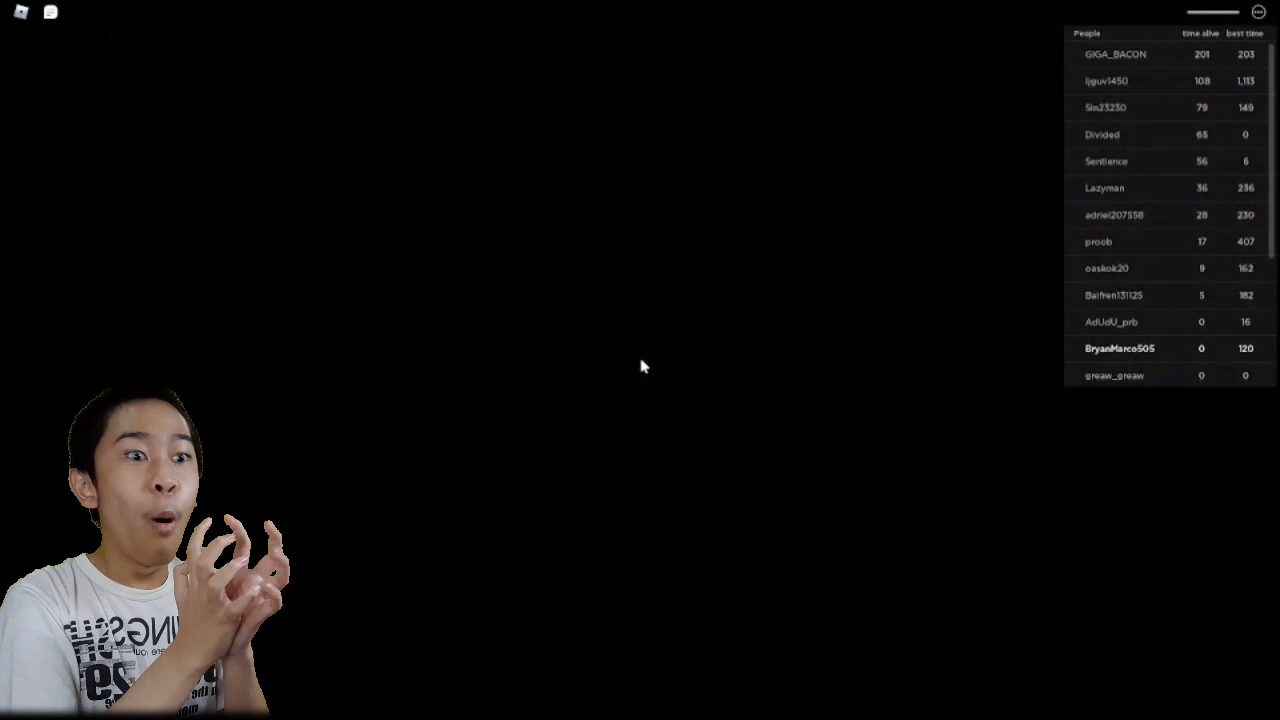 People time alive best time
GIGA_BACON 201 203
ljguv1450 108 1,113
Sln23230 79 149
Divided 65 0
Sentience 56 6
Lazyman 36 236
adriel207558 28 230
proob 17 407
oaskok20 9 162
Balfren131125 5 182
AdUdU_prb 0 16
BryanMarco505 0 120
greaw_greaw 0 0